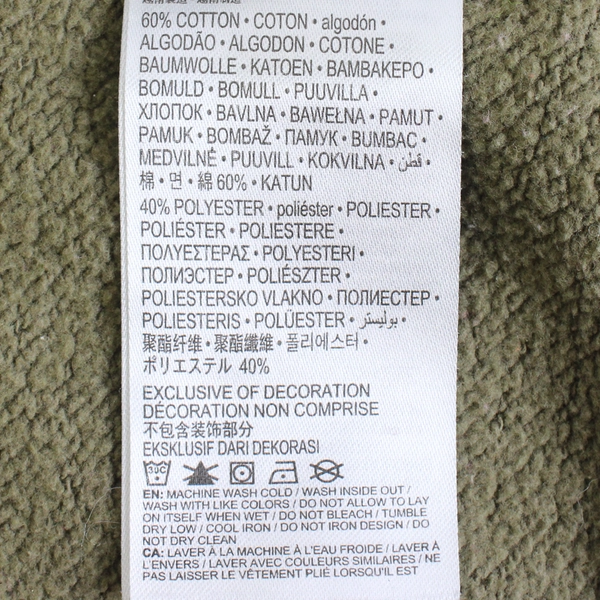 60% COTTON • COTON • algodón •
ALGODÃO • ALGODON • COTONE •
BAUMWOLLE • KATOEN • ΒΑΜΒΑΚΕΡΟ •
BOMULD • BOMULL • PUUVILLA •
ХЛОПОК • BAVLNA • BAWEŁNA • PAMUT •
PAMUK • BOMBAŽ • ПАМУК • BUMBAC •
MEDVILNĖ • PUUVILL • KOKVILNA • قطن •
棉 • 면 • 綿 60% • KATUN
40% POLYESTER • poliéster • POLIESTER •
POLIÉSTER • POLIESTERE •
ΠΟΛΥΕΣΤΕΡΑΣ • POLYESTERI •
ПОЛИЭСТЕР • POLIÉSZTER •
POLIESTERSKO VLAKNO • ПОЛИЕСТЕР •
POLIESTERIS • POLÜESTER • بوليستر •
聚酯纤维 • 聚酯纖維 • 폴리에스터 •
ポリエステル 40%
EXCLUSIVE OF DECORATION
DÉCORATION NON COMPRISE
不包含装饰部分
EKSKLUSIF DARI DEKORASI
EN: MACHINE WASH COLD / WASH INSIDE OUT /
WASH WITH LIKE COLORS / DO NOT ALLOW TO LAY
ON ITSELF WHEN WET / DO NOT BLEACH / TUMBLE
DRY LOW / COOL IRON / DO NOT IRON DESIGN / DO
NOT DRY CLEAN
CA: LAVER À LA MACHINE À L'EAU FROIDE / LAVER À
L'ENVERS / LAVER AVEC COULEURS SIMILAIRES / NE
PAS LAISSER LE VÊTEMENT PLIÉ LORSQU'IL EST